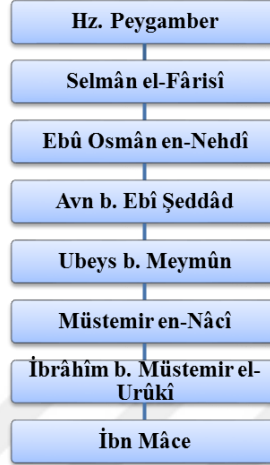 Hz. Peygamber
Selmân el-Fârisî
Ebû Osmân en-Nehdî
Avn b. Ebî Şeddâd
Ubeys b. Meymûn
Müstemir en-Nâcî
İbrâhîm b. Müstemir el-
Urûkî
İbn Mâce